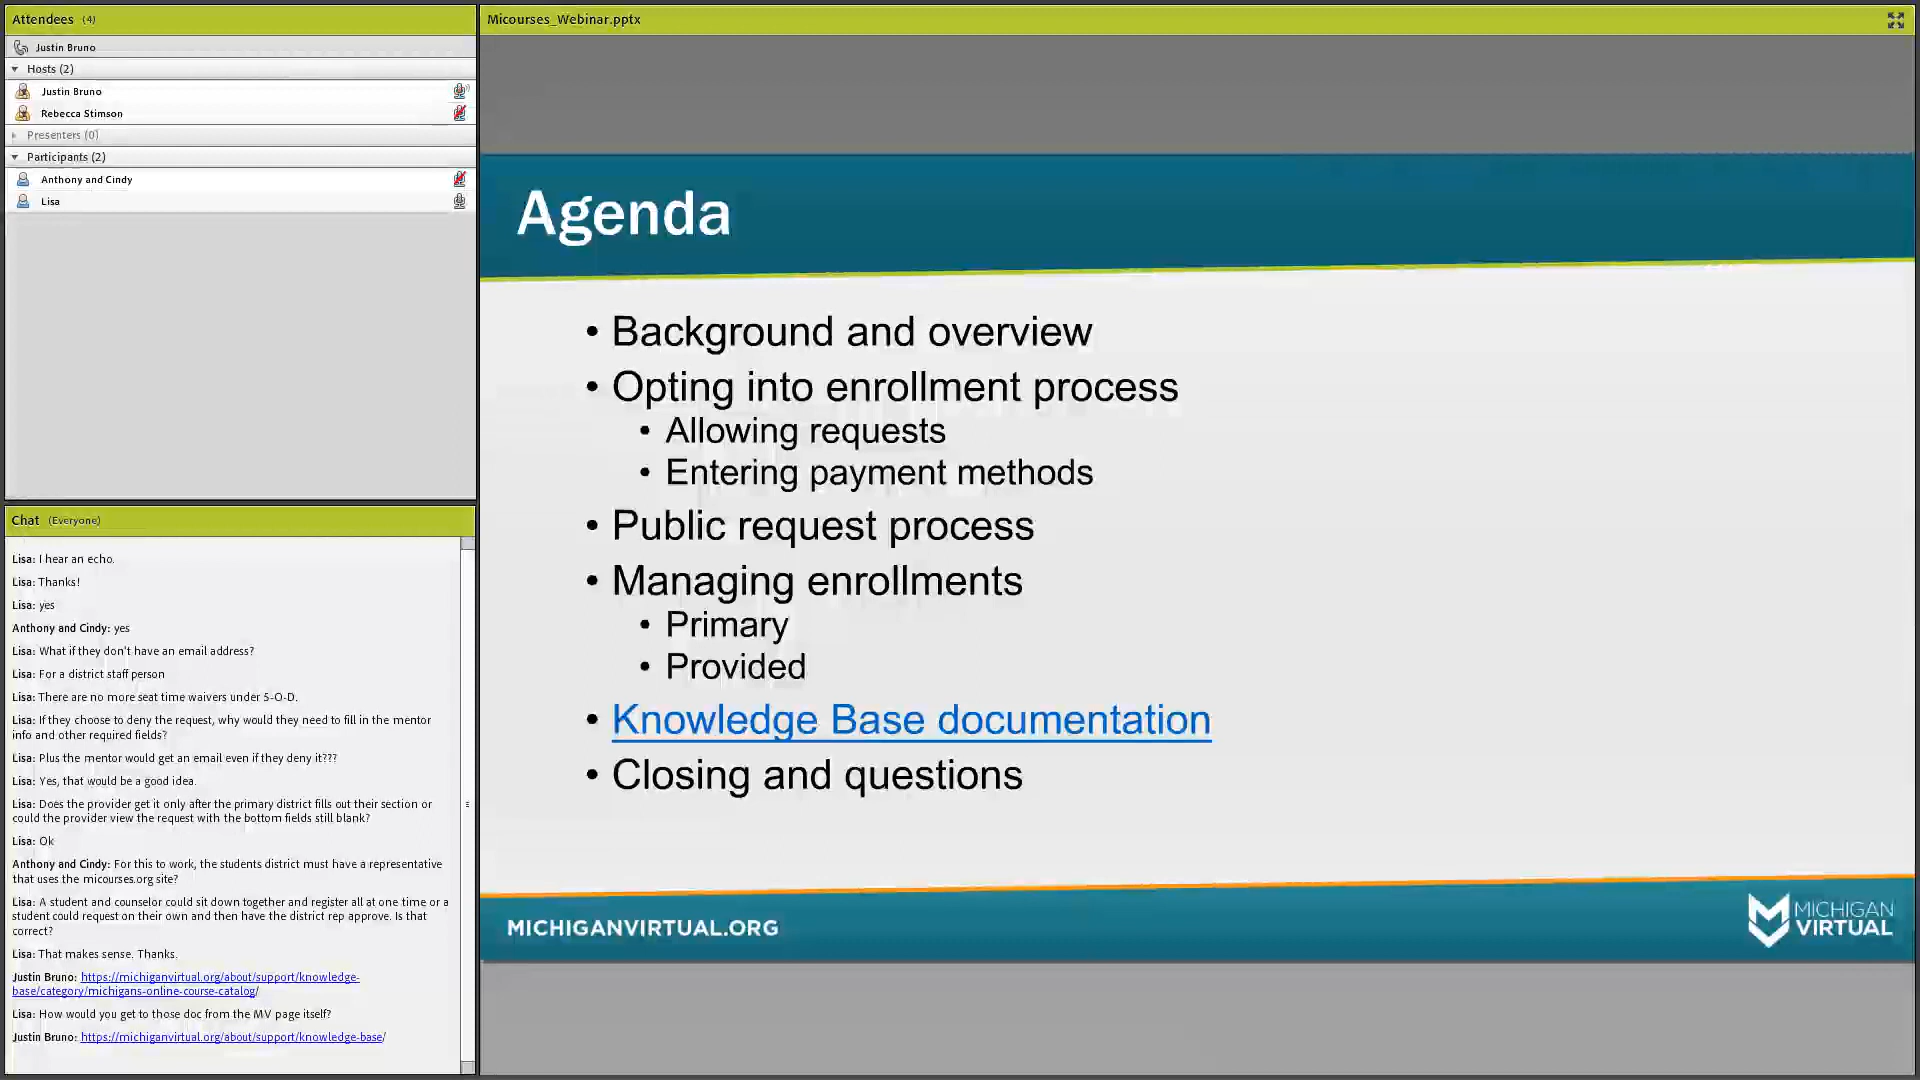 Attendees (4)
Justin Bruno
Hosts (2)
Justin Bruno
Rebecca Stimson
Presenters (0)
Participants (2)
Anthony and Cindy
Lisa
Chat (Everyone)
Lisa: I hear an echo.
Lisa: Thanks!
Lisa: yes
Anthony and Cindy: yes
Lisa: What if they don't have an email address?
Lisa: For a district staff person
Lisa: There are no more seat time waivers under 5-O-D.
Lisa: If they choose to deny the request, why would they need to fill in the mentor
info and other required fields?
Lisa: Plus the mentor would get an email even if they deny it???
Lisa: Yes, that would be a good idea.
Lisa: Does the provider get it only after the primary district fills out their section or
could the provider view the request with the bottom fields still blank?
Lisa: Ok
Anthony and Cindy: For this to work, the students district must have a representative
that uses the micourses.org site?
Lisa: A student and counselor could sit down together and register all at one time or a
student could request on their own and then have the district rep approve. Is that
correct?
Lisa: That makes sense. Thanks.
Justin Bruno: https://michiganvirtual.org/about/support/knowledge-
base/category/michigans-online-course-catalog/
Lisa: How would you get to those doc from the MV page itself?
Justin Bruno: https://michiganvirtual.org/about/support/knowledge-base/
Micourses_Webinar.pptx
Agenda
• Background and overview
• Opting into enrollment process
• Allowing requests
• Entering payment methods
• Public request process
• Managing enrollments
• Primary
• Provided
• Knowledge Base documentation
• Closing and questions
MICHIGANVIRTUAL.ORG
MICHIGAN
VIRTUAL